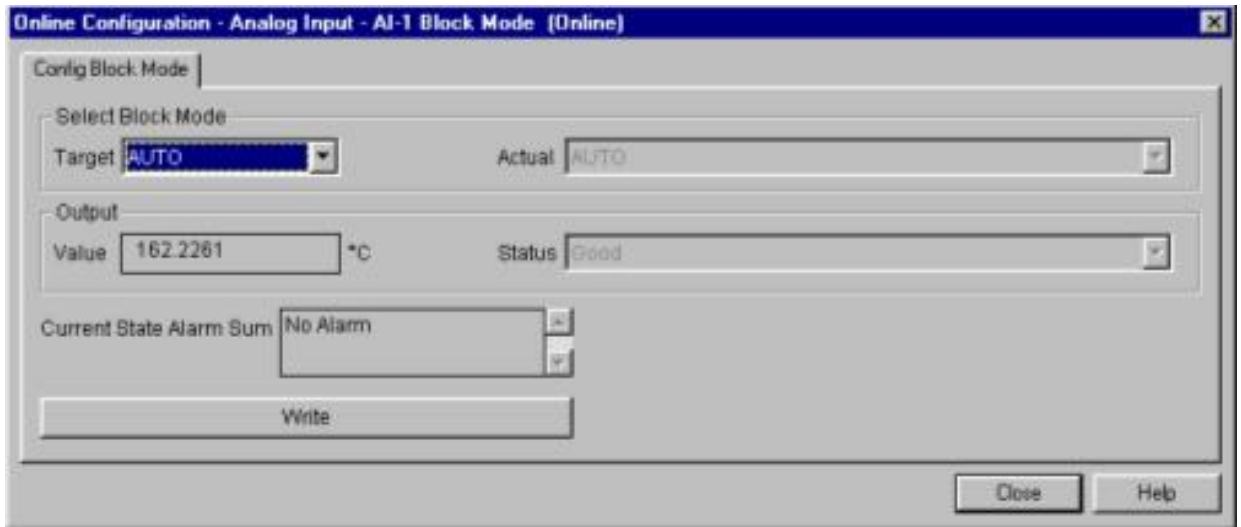 Online Configuration - Analog Input - AI-1 Block Mode (Online)
Config Block Mode
Select Block Mode
Target AUTO Actual AUTO
Output
Value 162.2261 °C Status Good
Current State Alarm Sum No Alarm
Write
Close Help